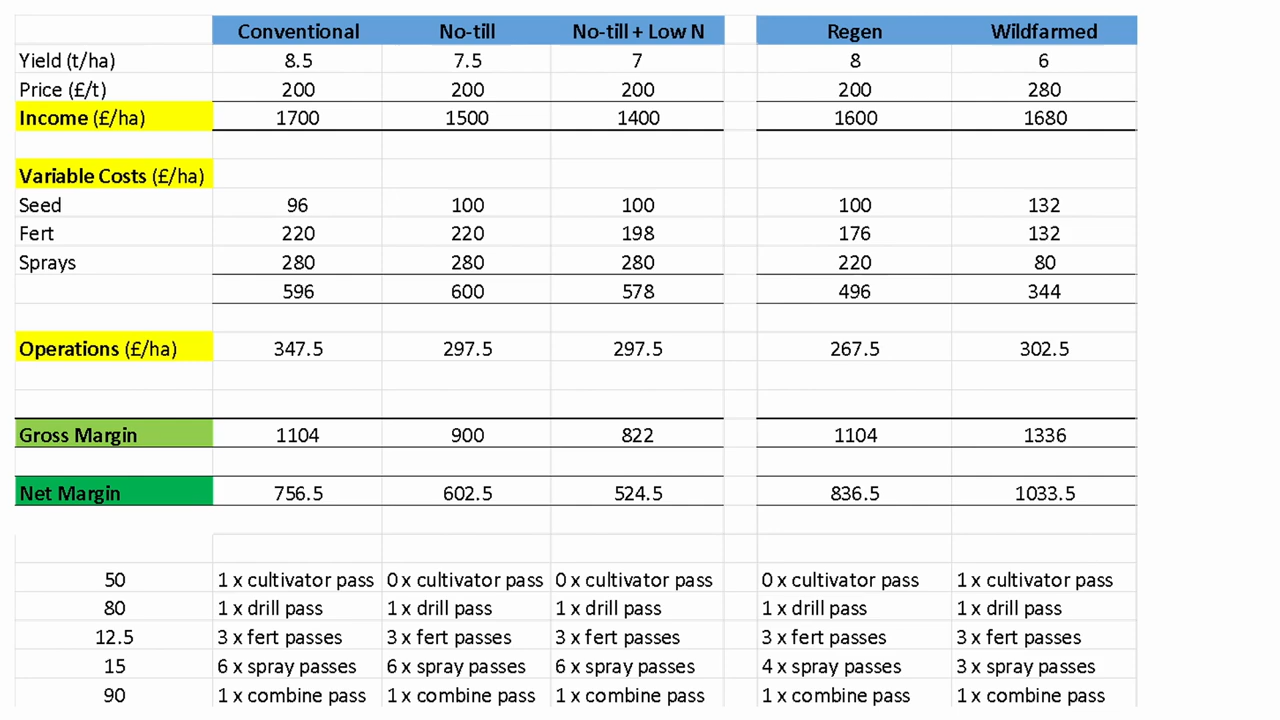 Conventional No-till No-till + Low N Regen Wildfarmed
Yield (t/ha) 8.5 7.5 7 8 6
Price (£/t) 200 200 200 200 280
Income (£/ha) 1700 1500 1400 1600 1680
Variable Costs (£/ha)
Seed 96 100 100 100 132
Fert 220 220 198 176 132
Sprays 280 280 280 220 80
596 600 578 496 344
Operations (£/ha) 347.5 297.5 297.5 267.5 302.5
Gross Margin 1104 900 822 1104 1336
Net Margin 756.5 602.5 524.5 836.5 1033.5
50 1 x cultivator pass 0 x cultivator pass 0 x cultivator pass 0 x cultivator pass 1 x cultivator pass
80 1 x drill pass 1 x drill pass 1 x drill pass 1 x drill pass 1 x drill pass
12.5 3 x fert passes 3 x fert passes 3 x fert passes 3 x fert passes 3 x fert passes
15 6 x spray passes 6 x spray passes 6 x spray passes 4 x spray passes 3 x spray passes
90 1 x combine pass 1 x combine pass 1 x combine pass 1 x combine pass 1 x combine pass